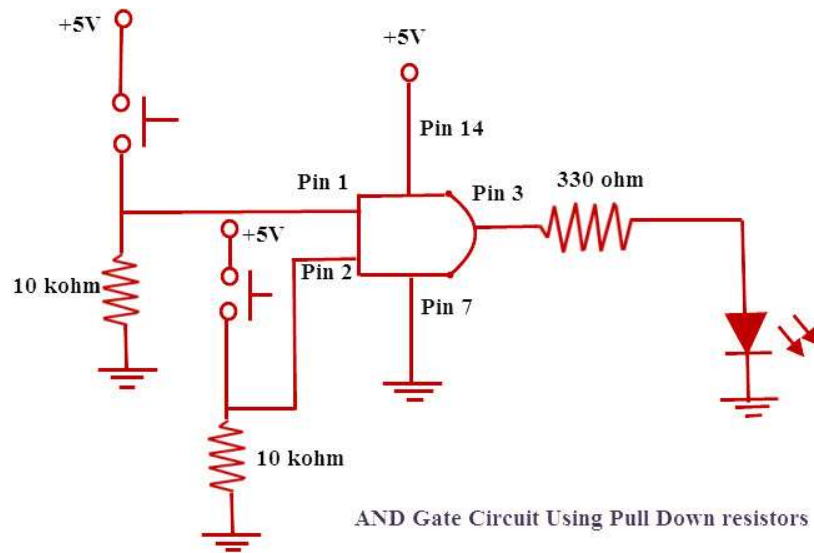 +5V
+5V
Pin 14
Pin 1
Pin 3
330 ohm
+5V
Pin 2
10 kohm
Pin 7
10 kohm
AND Gate Circuit Using Pull Down resistors